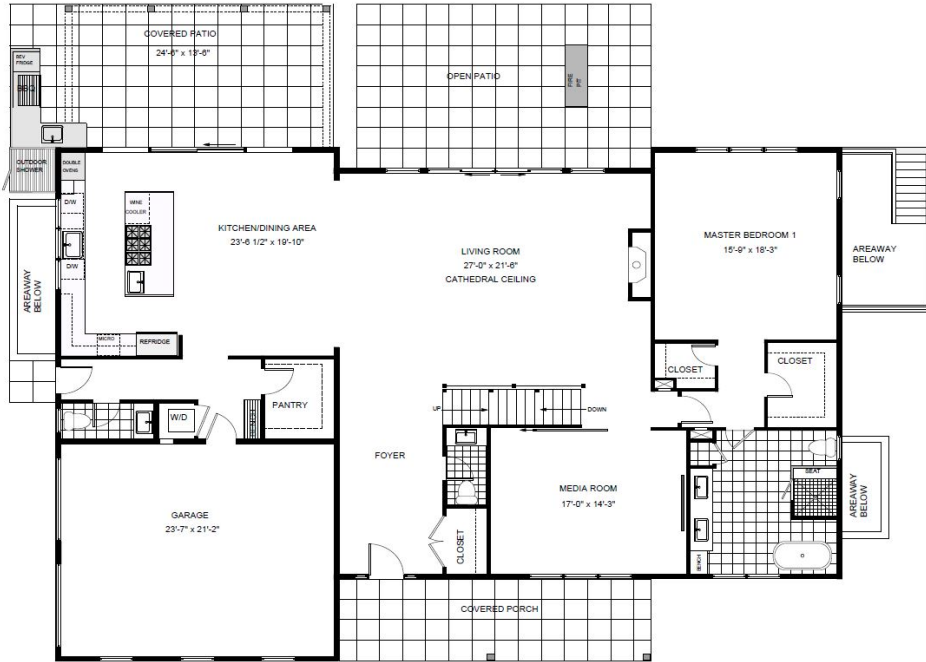 COVERED PATIO
24'-6" x 13'-6"
OPEN PATIO
FIRE
PIT
BEV
FRIDGE
BBQ
OUTDOOR
SHOWER
DOUBLE
OVENS
D/W
WINE
COOLER
D/W
KITCHEN/DINING AREA
23'-6 1/2" x 19'-10"
LIVING ROOM
27'-0" x 21'-6"
CATHEDRAL CEILING
MASTER BEDROOM 1
15'-9" x 18'-3"
AREAWAY
BELOW
AREAWAY
BELOW
MICRO
REFRIDGE
CLOSET
CLOSET
PANTRY
W/D
UP
DOWN
FOYER
MEDIA ROOM
17'-0" x 14'-3"
SEAT
AREAWAY
BELOW
GARAGE
23'-7" x 21'-2"
CLOSET
BENCH
COVERED PORCH